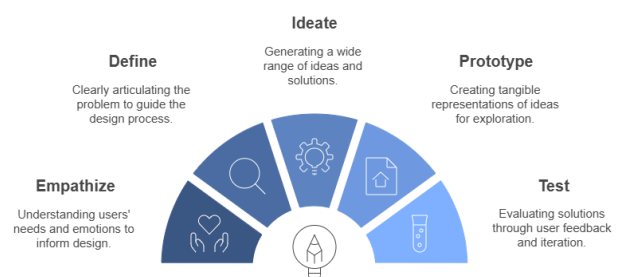 Ideate
Generating a wide
range of ideas and
solutions.
Define
Clearly articulating the
problem to guide the
design process.
Prototype
Creating tangible
representations of ideas
for exploration.
Empathize
Understanding users'
needs and emotions to
inform design.
Test
Evaluating solutions
through user feedback
and iteration.